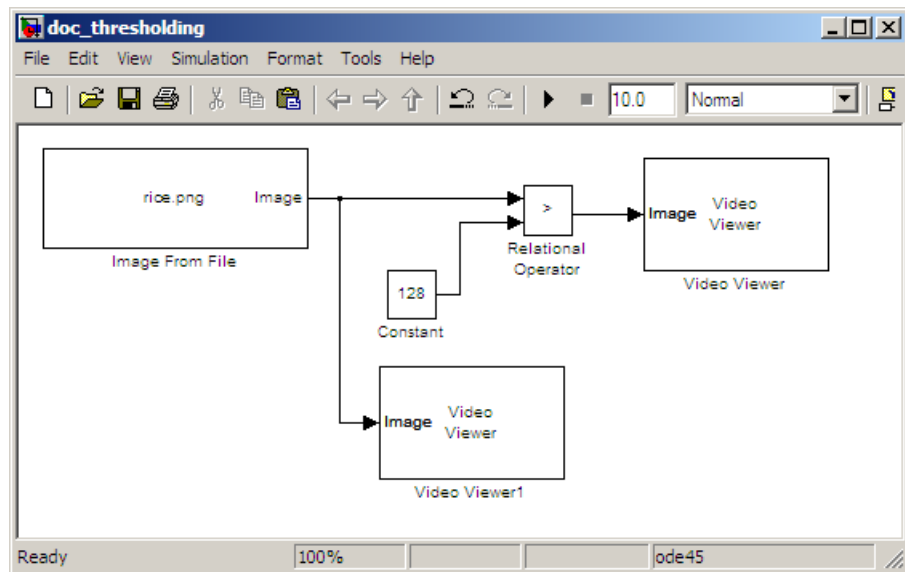 doc_thresholding
File Edit View Simulation Format Tools Help
10.0 Normal
rice.png Image
Image From File
>
Relational
Operator
Image Video
Viewer
Video Viewer
128
Constant
Image Video
Viewer
Video Viewer1
Ready 100% ode45